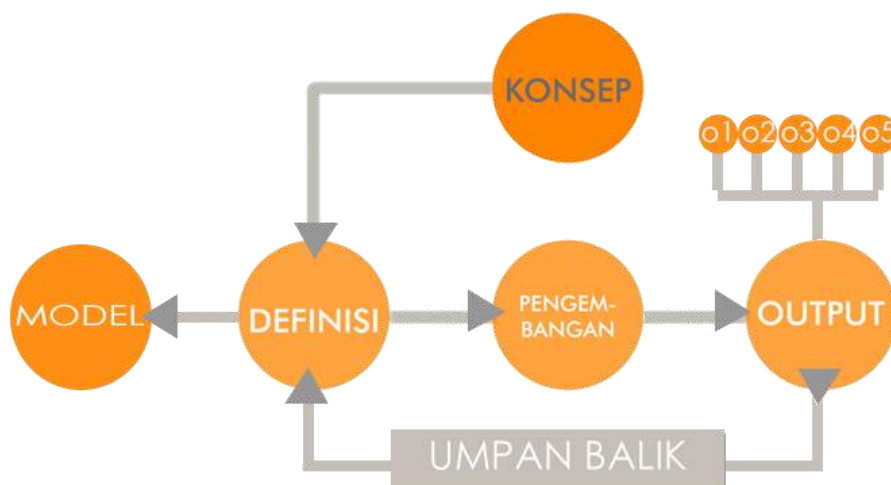 KONSEP
o1 o2 o3 o4 o5
MODEL
DEFINISI
PENGEM-
BANGAN
OUTPUT
UMPAN BALIK